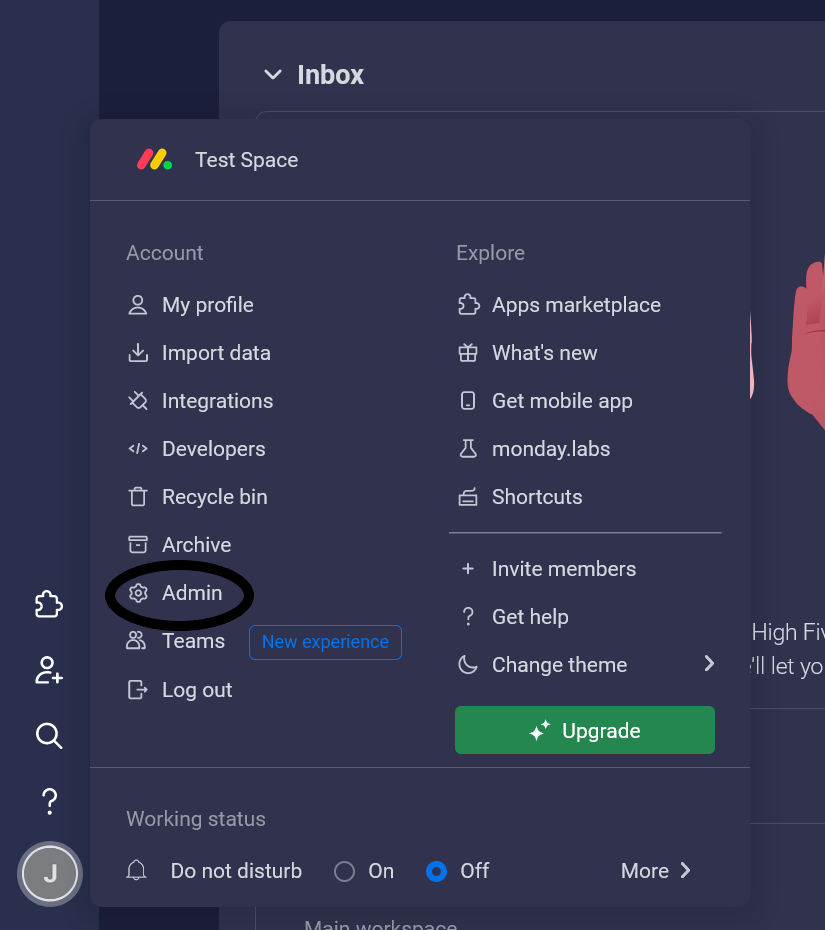 Inbox
Test Space
Account
My profile
Import data
Integrations
Developers
Recycle bin
Archive
Admin
Teams New experience
Log out
Explore
Apps marketplace
What's new
Get mobile app
monday.labs
Shortcuts
Invite members
Get help
Change theme
Upgrade
High
'll let
Working status
Do not disturb On Off More
J
Main workspace